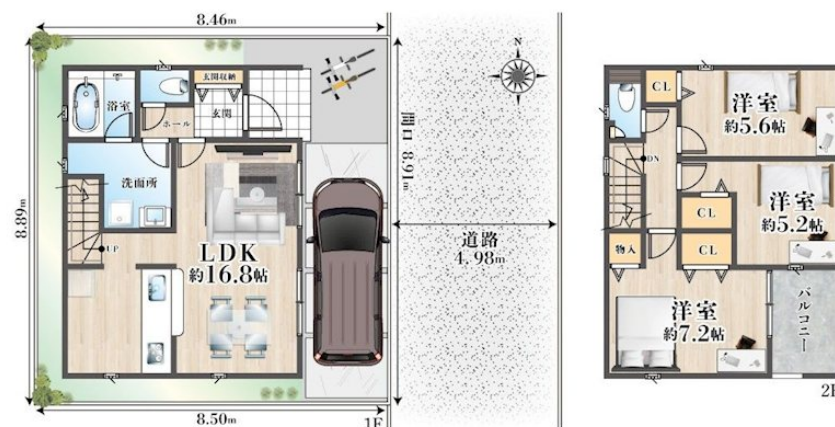 8.46m
浴室
玄関収納
玄関
ホール
洗面所
8.89m
UP
LDK
約16.8帖
間口 8.91m
N
道路
4.98m
8.50m
1F
CL
洋室
約5.6帖
DN
洋室
約5.2帖
CL
物入
CL
洋室
約7.2帖
バルコニー
2F